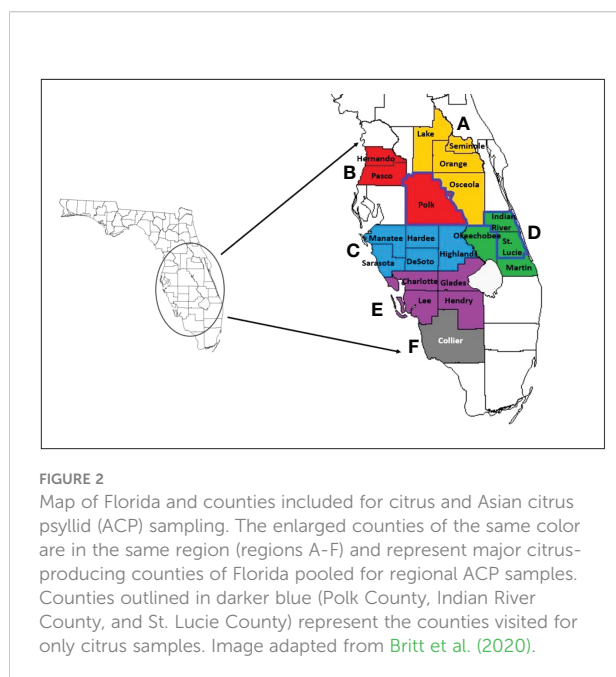 A
Lake
Seminole
Orange
Hernando
B
Pasco
Osceola
Polk
Indian
River
D
Okeechobee
St.
Lucie
Manatee
Hardee
C
Highlands
Sarasota
DeSoto
Martin
Charlotte
Glades
Lee
Hendry
E
F
Collier
FIGURE 2
Map of Florida and counties included for citrus and Asian citrus
psyllid (ACP) sampling. The enlarged counties of the same color
are in the same region (regions A-F) and represent major citrus-
producing counties of Florida pooled for regional ACP samples.
Counties outlined in darker blue (Polk County, Indian River
County, and St. Lucie County) represent the counties visited for
only citrus samples. Image adapted from Britt et al. (2020).